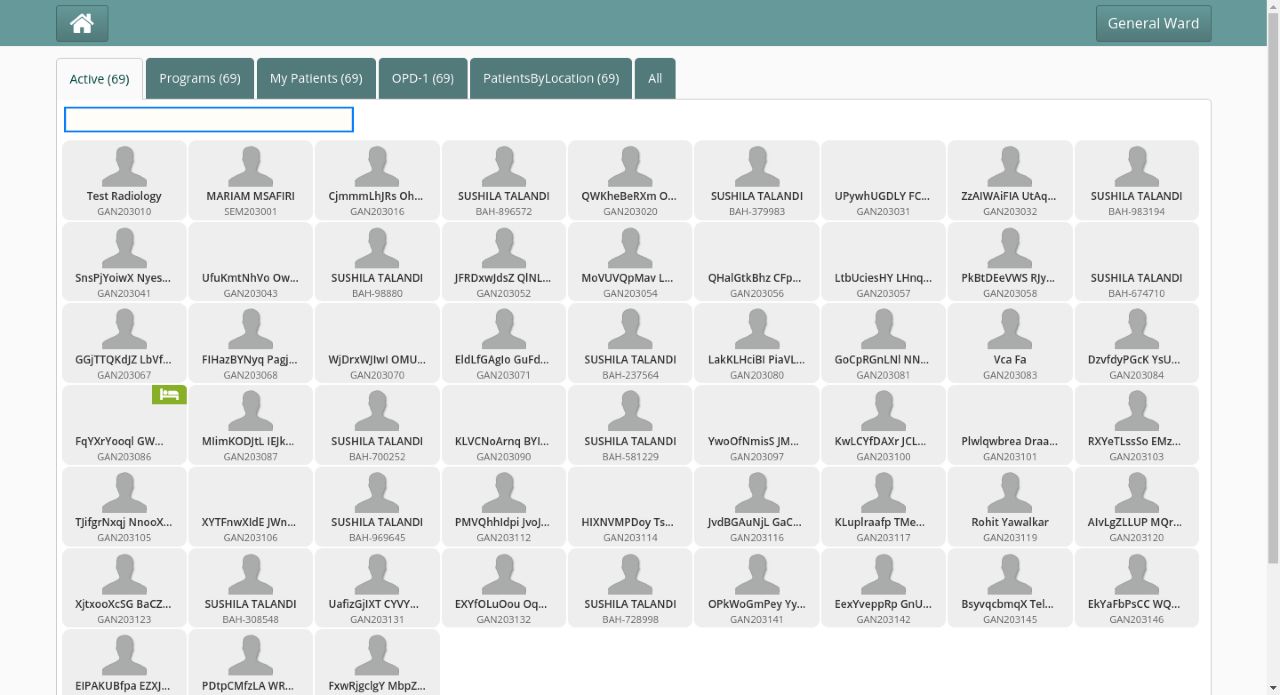 General Ward
Active (69)
Programs (69)
My Patients (69)
OPD-1 (69)
PatientsByLocation (69)
All
Test Radiology
GAN203010
MARIAM MSAFIRI
SEM203001
CjmmmLhJRs Oh...
GAN203016
SUSHILA TALANDI
BAH-896572
QWKheBeRXm O...
GAN203020
SUSHILA TALANDI
BAH-379983
UPywhUGDLY FC...
GAN203031
ZzAIWAiFIA UtAq...
GAN203032
SUSHILA TALANDI
BAH-983194
SnsPjYoiwX Nyes...
GAN203041
UfuKmtNhVo Ow...
GAN203043
SUSHILA TALANDI
BAH-98880
JFRDxwJdsZ QlNL...
GAN203052
MoVUVQpMav L...
GAN203054
QHalGtkBhz CFp...
GAN203056
LtbUciesHY LHnq...
GAN203057
PkBtDEeVWS RJy...
GAN203058
SUSHILA TALANDI
BAH-674710
GGjTTQKdJZ LbVf...
GAN203067
FIHazBYNyq Pagj...
GAN203068
WjDrxWJIwI OMU...
GAN203070
EldLfGAgIo GuFd...
GAN203071
SUSHILA TALANDI
BAH-237564
LakKLHciBI PiaVL...
GAN203080
GoCpRGnLNl NN...
GAN203081
Vca Fa
GAN203083
DzvfdyPGcK YsU...
GAN203084
FqYXrYooql GW...
GAN203086
MIimKODJtL IEJk...
GAN203087
SUSHILA TALANDI
BAH-700252
KLVCNoArnq BYI...
GAN203090
SUSHILA TALANDI
BAH-581229
YwoOfNmisS JM...
GAN203097
KwLCYfDAXr JCL...
GAN203100
Plwlqwbrea Draa...
GAN203101
RXYeTLssSo EMz...
GAN203103
TJifgrNxqj NnooX...
GAN203105
XYTFnwXIdE JWn...
GAN203106
SUSHILA TALANDI
BAH-969645
PMVQhhIdpi JvoJ...
GAN203112
HIXNVMPDoy Ts...
GAN203114
JvdBGAuNjL GaC...
GAN203116
KLuplraafp TMe...
GAN203117
Rohit Yawalkar
GAN203119
AIvLgZLLUP MQr...
GAN203120
XjtxooXcSG BaCZ...
GAN203123
SUSHILA TALANDI
BAH-308548
UafizGjIXT CYVY...
GAN203131
EXYfOLuOou Oq...
GAN203132
SUSHILA TALANDI
BAH-728998
OPkWoGmPey Yy...
GAN203141
EexYveppRp GnU...
GAN203142
BsyvqcbmqX Tel...
GAN203145
EkYaFbPsCC WQ...
GAN203146
EIPAKUBfpa EZXJ...
PDtpCMfzLA WR...
FxwRjgclgY MbpZ...